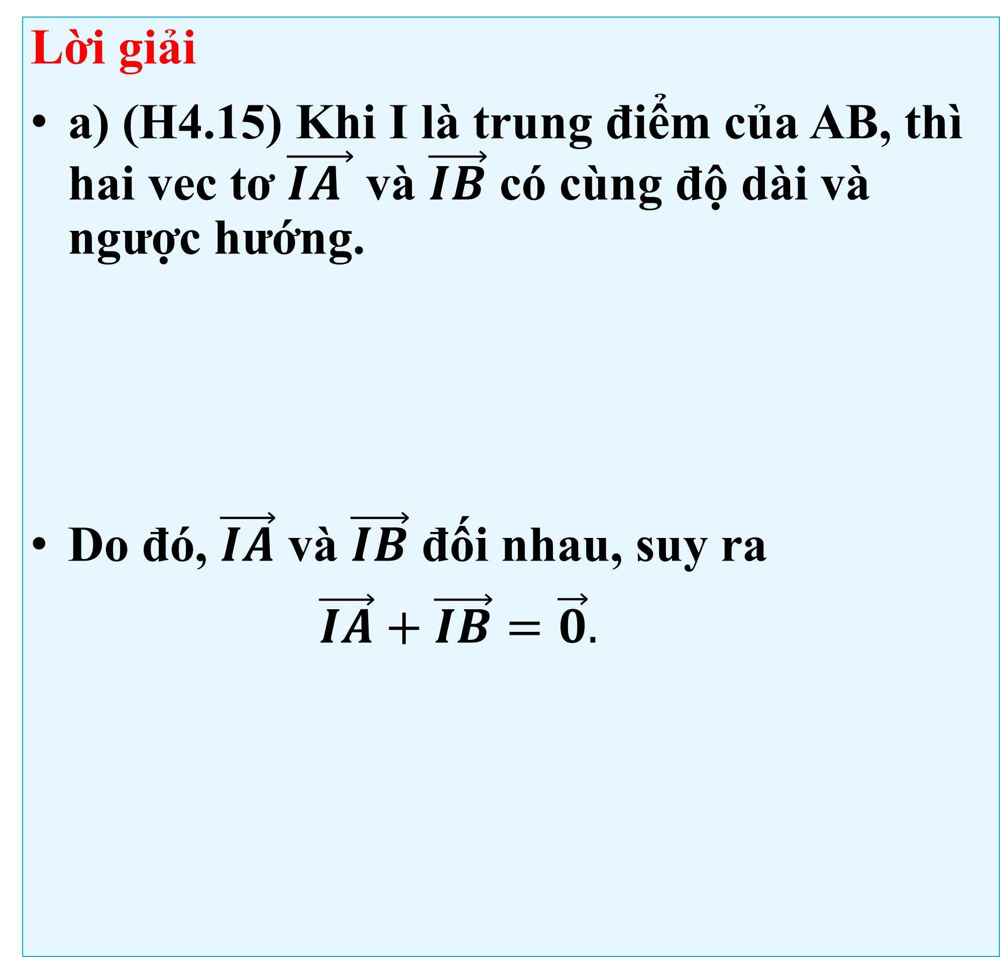 Lời giải
• a) (H4.15) Khi I là trung điểm của AB, thì
hai vec tơ $\overrightarrow{IA}$ và $\overrightarrow{IB}$ có cùng độ dài và
ngược hướng.
• Do đó, $\overrightarrow{IA}$ và $\overrightarrow{IB}$ đối nhau, suy ra
$\overrightarrow{IA} + \overrightarrow{IB} = \overrightarrow{0}$.